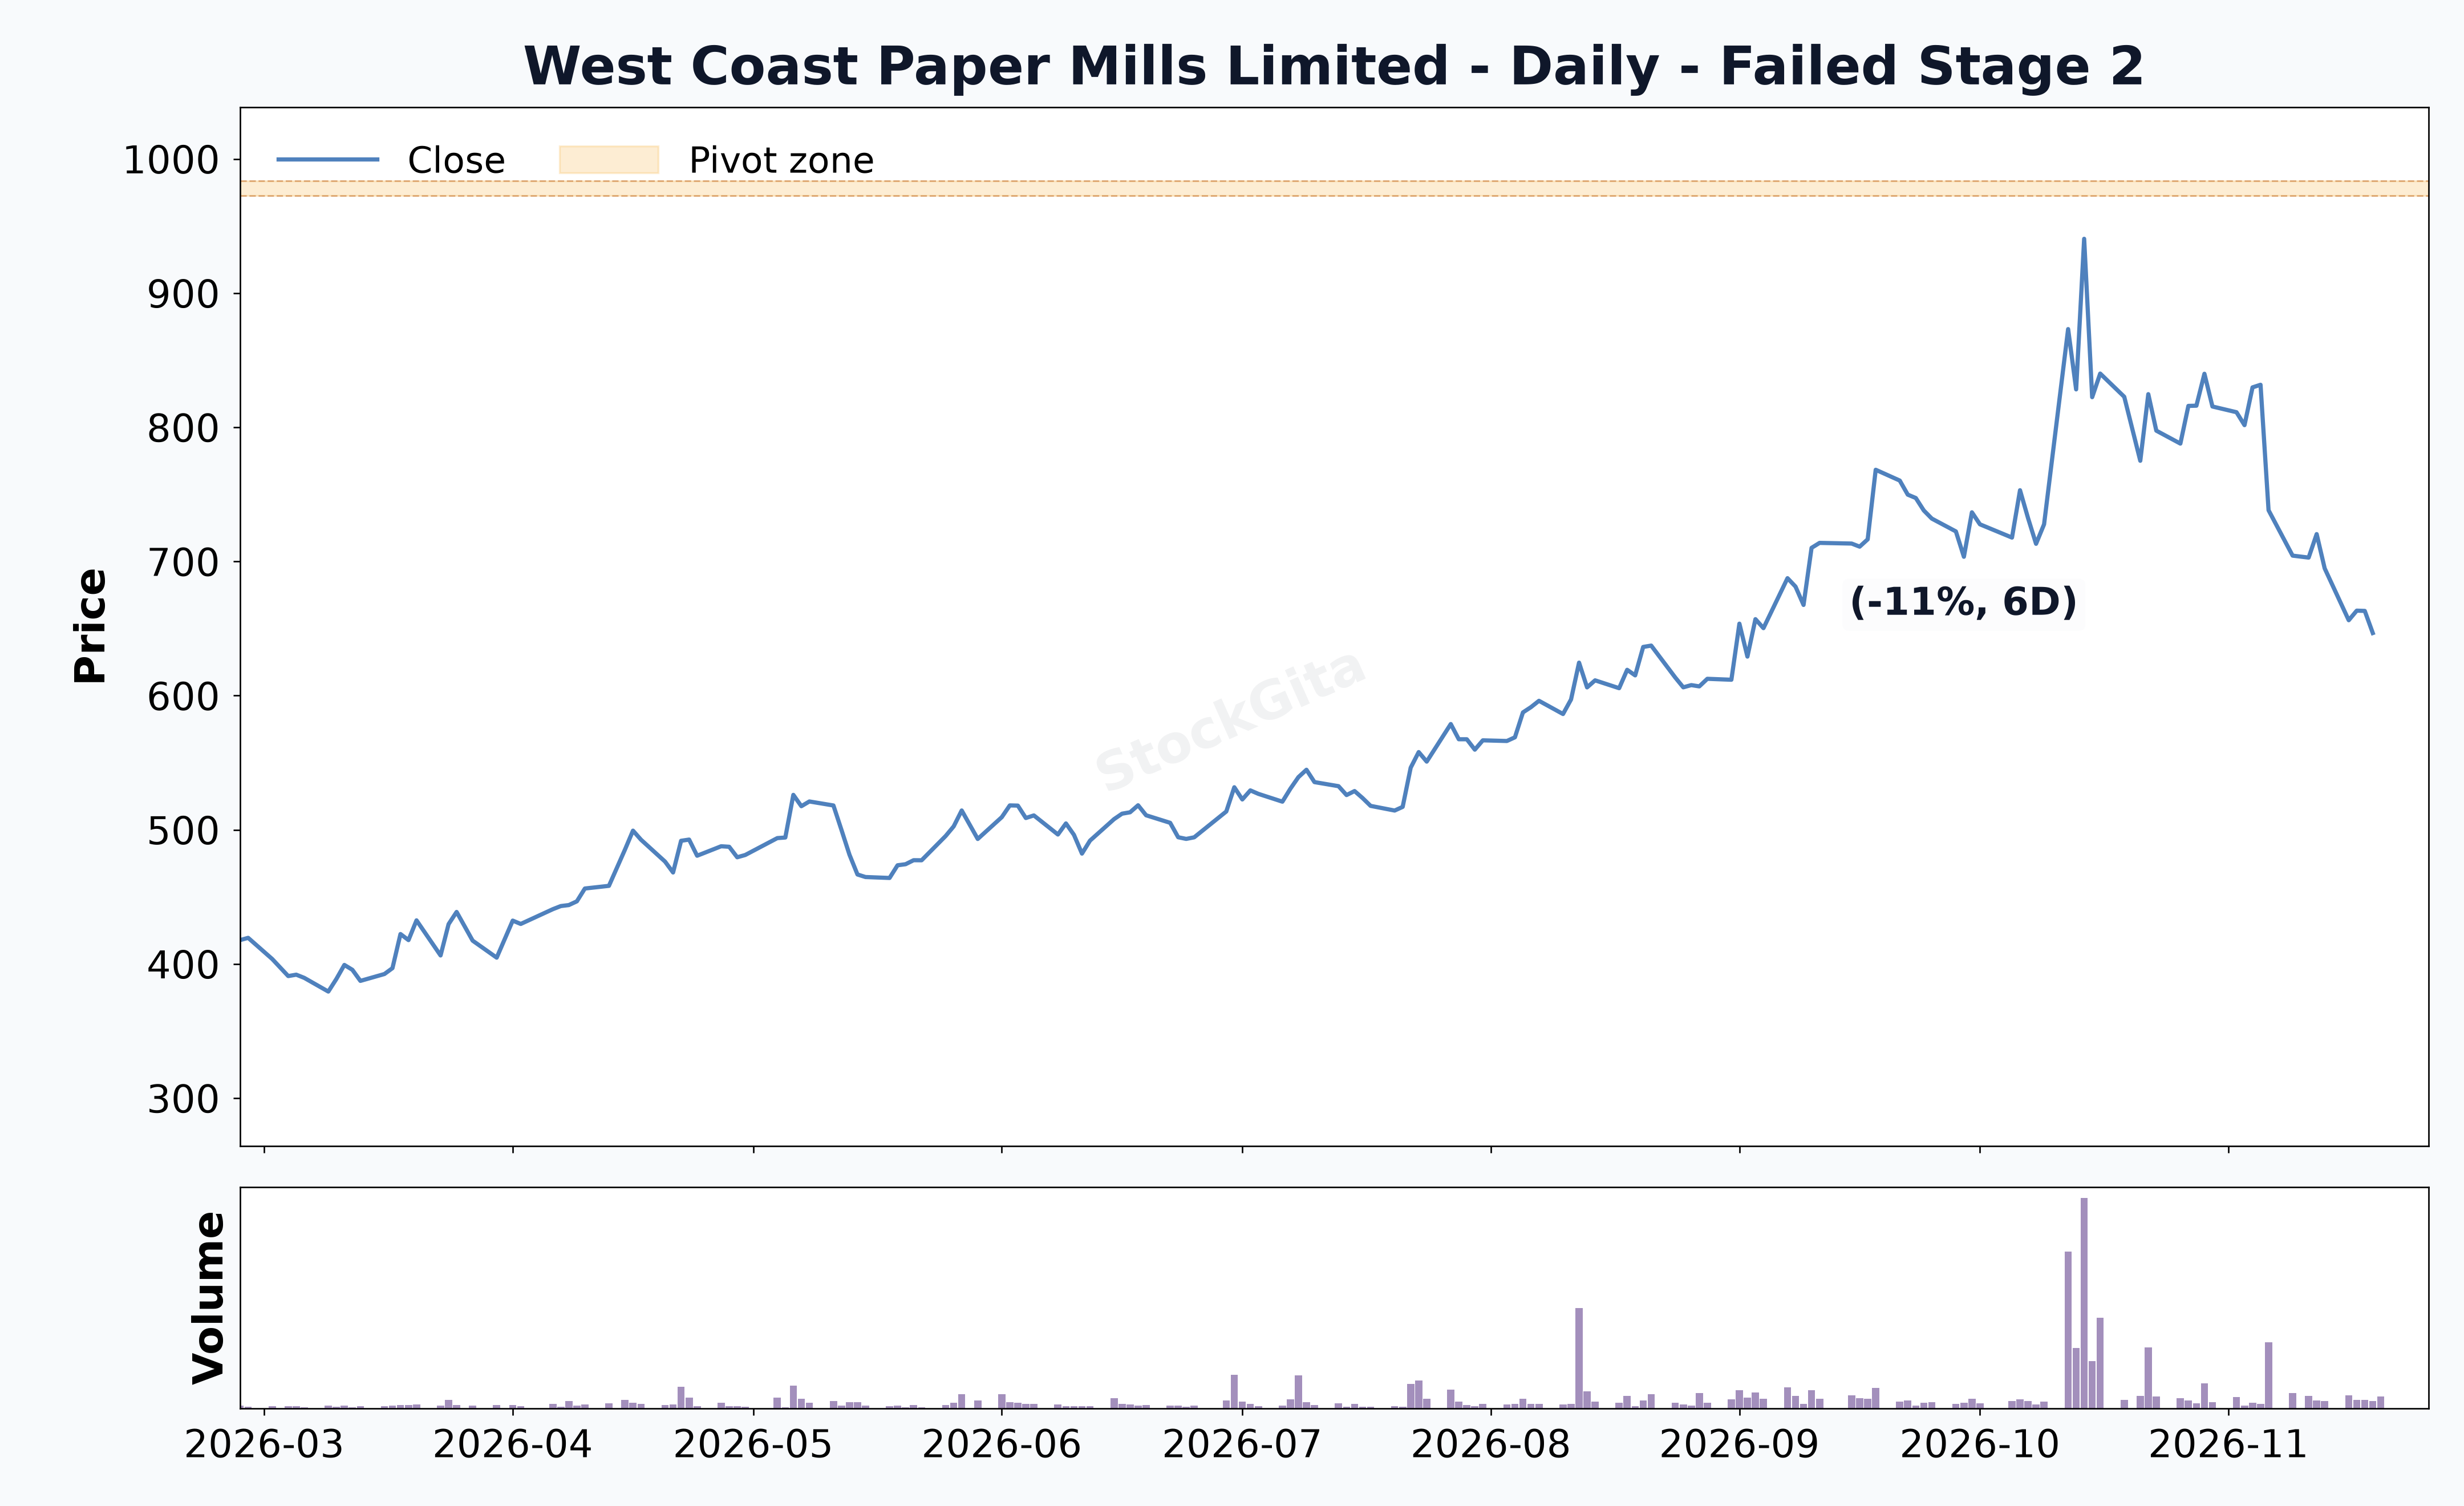 West Coast Paper Mills Limited - Daily - Failed Stage 2
Close
Pivot zone
Price
1000
900
800
700
600
500
400
300
(-11%, 6D)
StockGita
Volume
2026-03
2026-04
2026-05
2026-06
2026-07
2026-08
2026-09
2026-10
2026-11